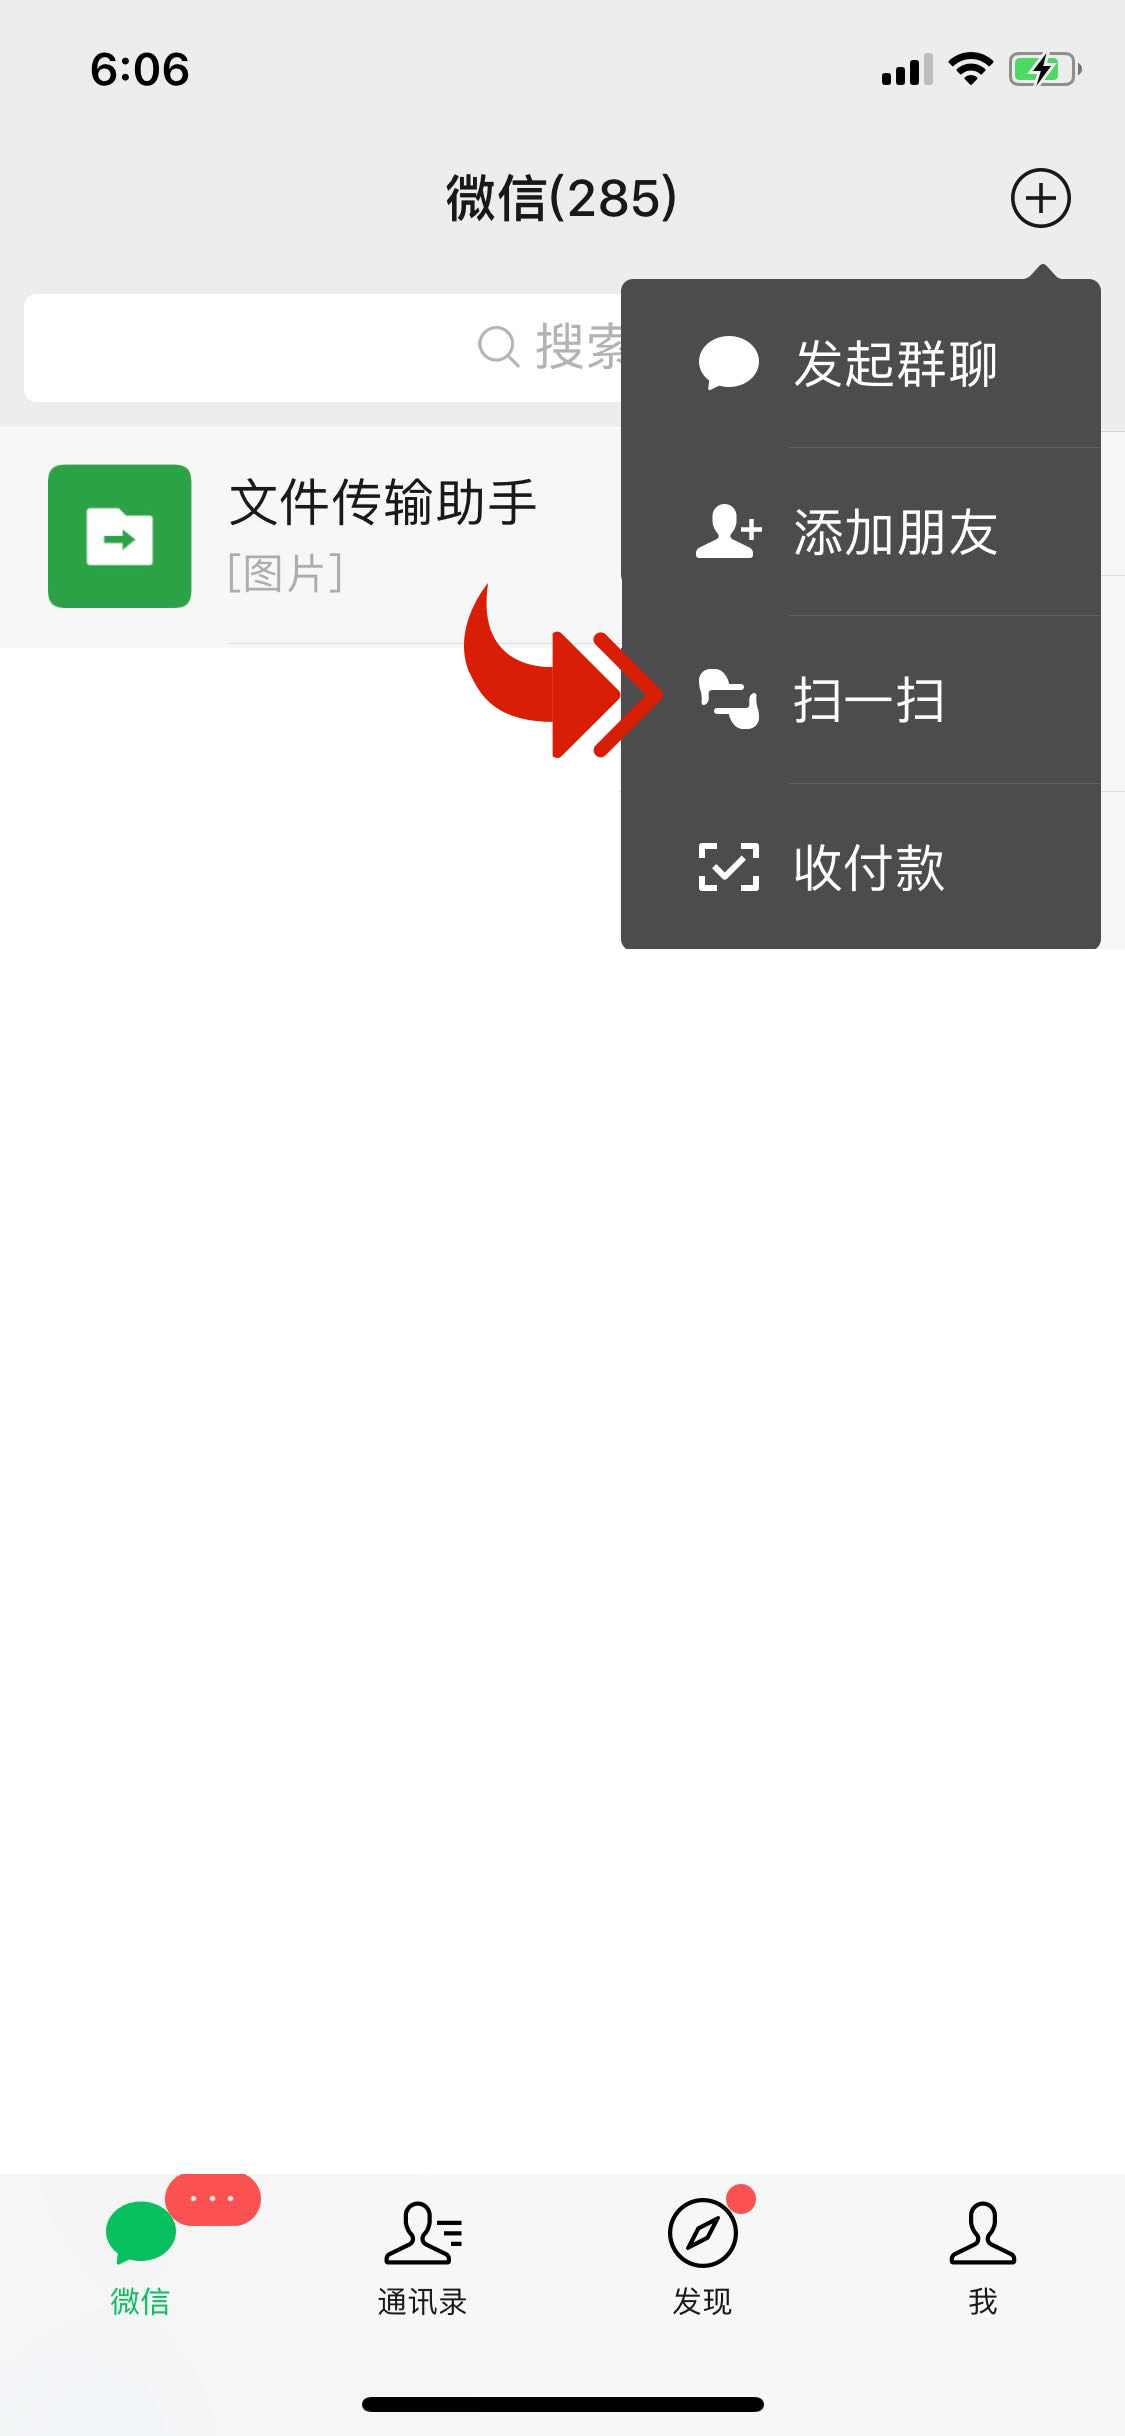 6:06
微信(285)
搜索
发起群聊
文件传输助手
[图片]
添加朋友
扫一扫
收付款
微信
通讯录
发现
我